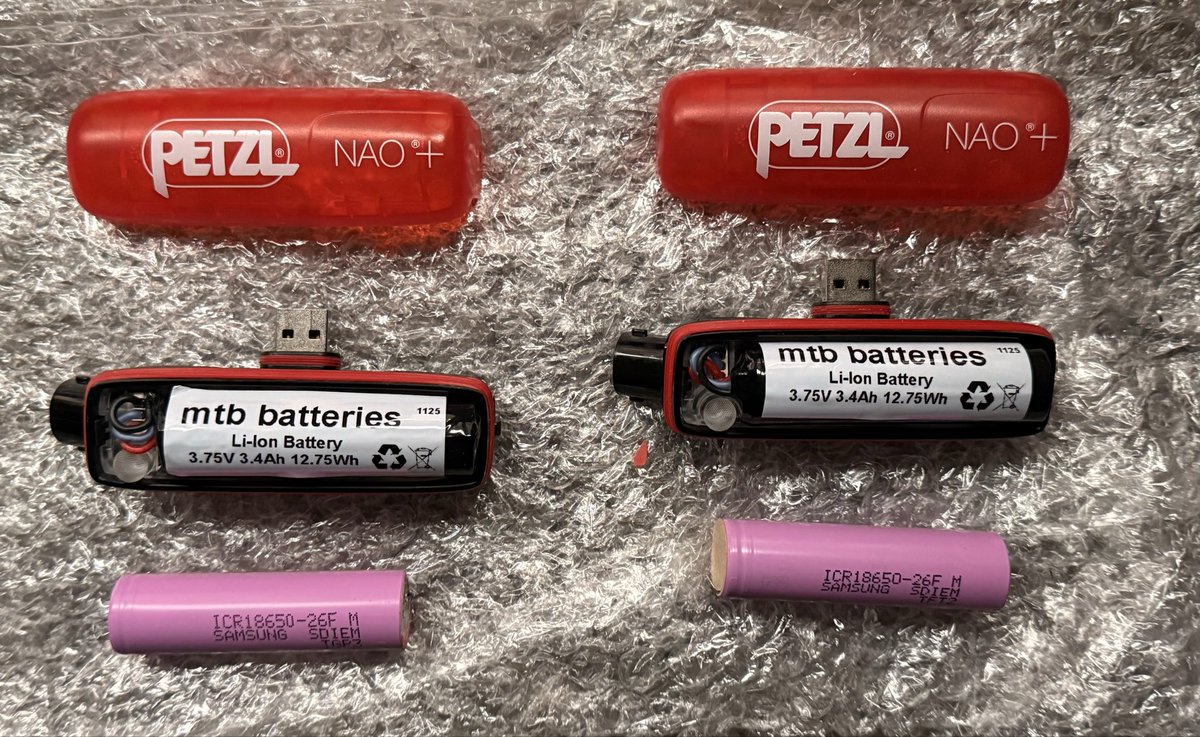 PETZL® NAO®+
PETZL® NAO®+
mtb batteries 1125
Li-Ion Battery
3.75V 3.4Ah 12.75Wh
mtb batteries 1125
Li-Ion Battery
3.75V 3.4Ah 12.75Wh
ICR18650-26F M
SAMSUNG SDIEM
ICR18650-26F M
SAMSUNG SDIEM